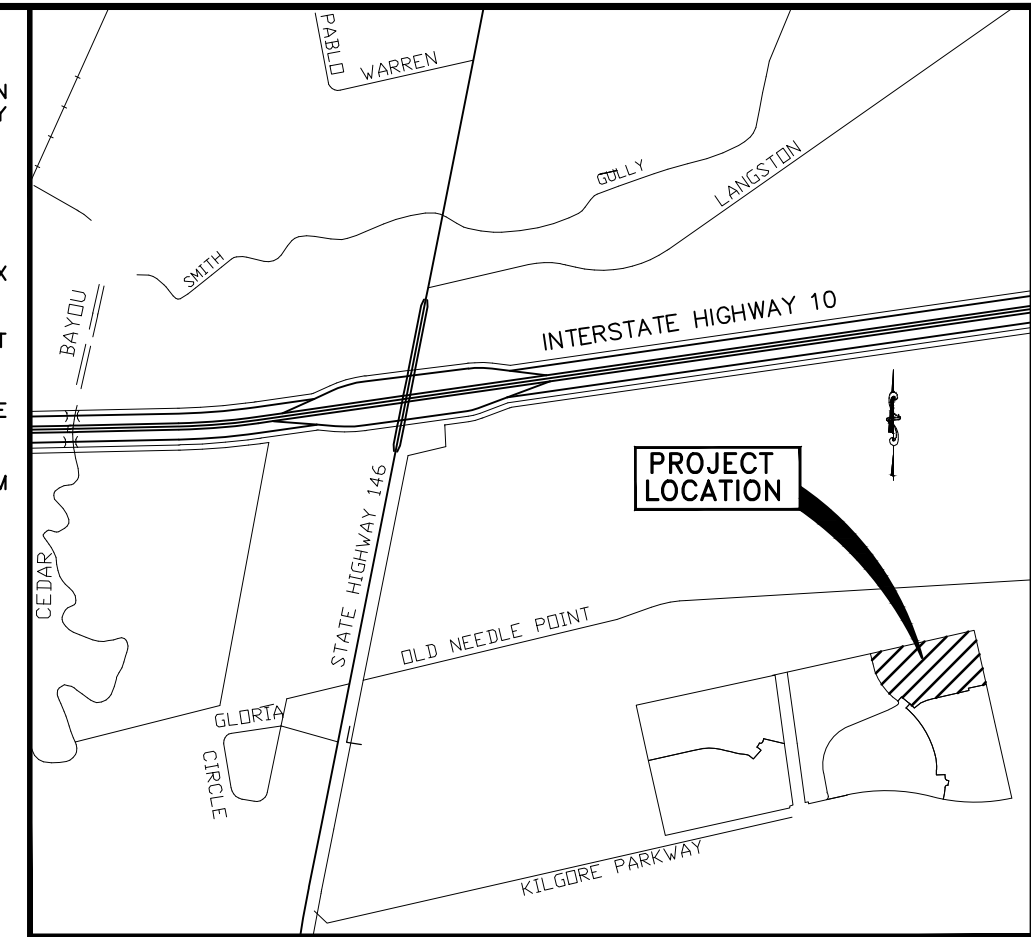 PABLO
WARREN
N
Y
GULLY
LANGSTON
X
SMITH
BAYOU
INTERSTATE HIGHWAY 10
T
E
PROJECT
LOCATION
M
STATE HIGHWAY 146
CEDAR
OLD NEEDLE POINT
GLORIA
CIRCLE
KILGORE PARKWAY